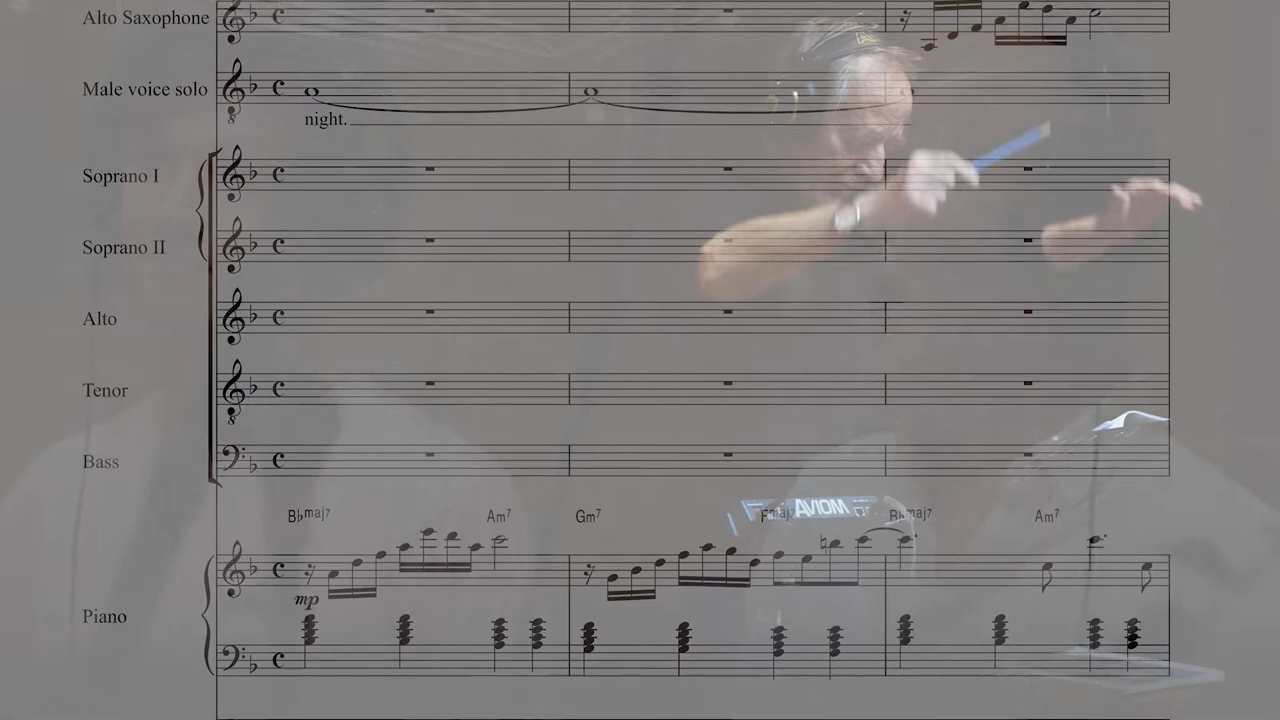 Alto Saxophone
Male voice solo
night.
Soprano I
Soprano II
Alto
Tenor
Bass
B♭maj7 Am7 Gm7 Fmaj7 B♭maj7 Am7
AVIOM
mp
Piano